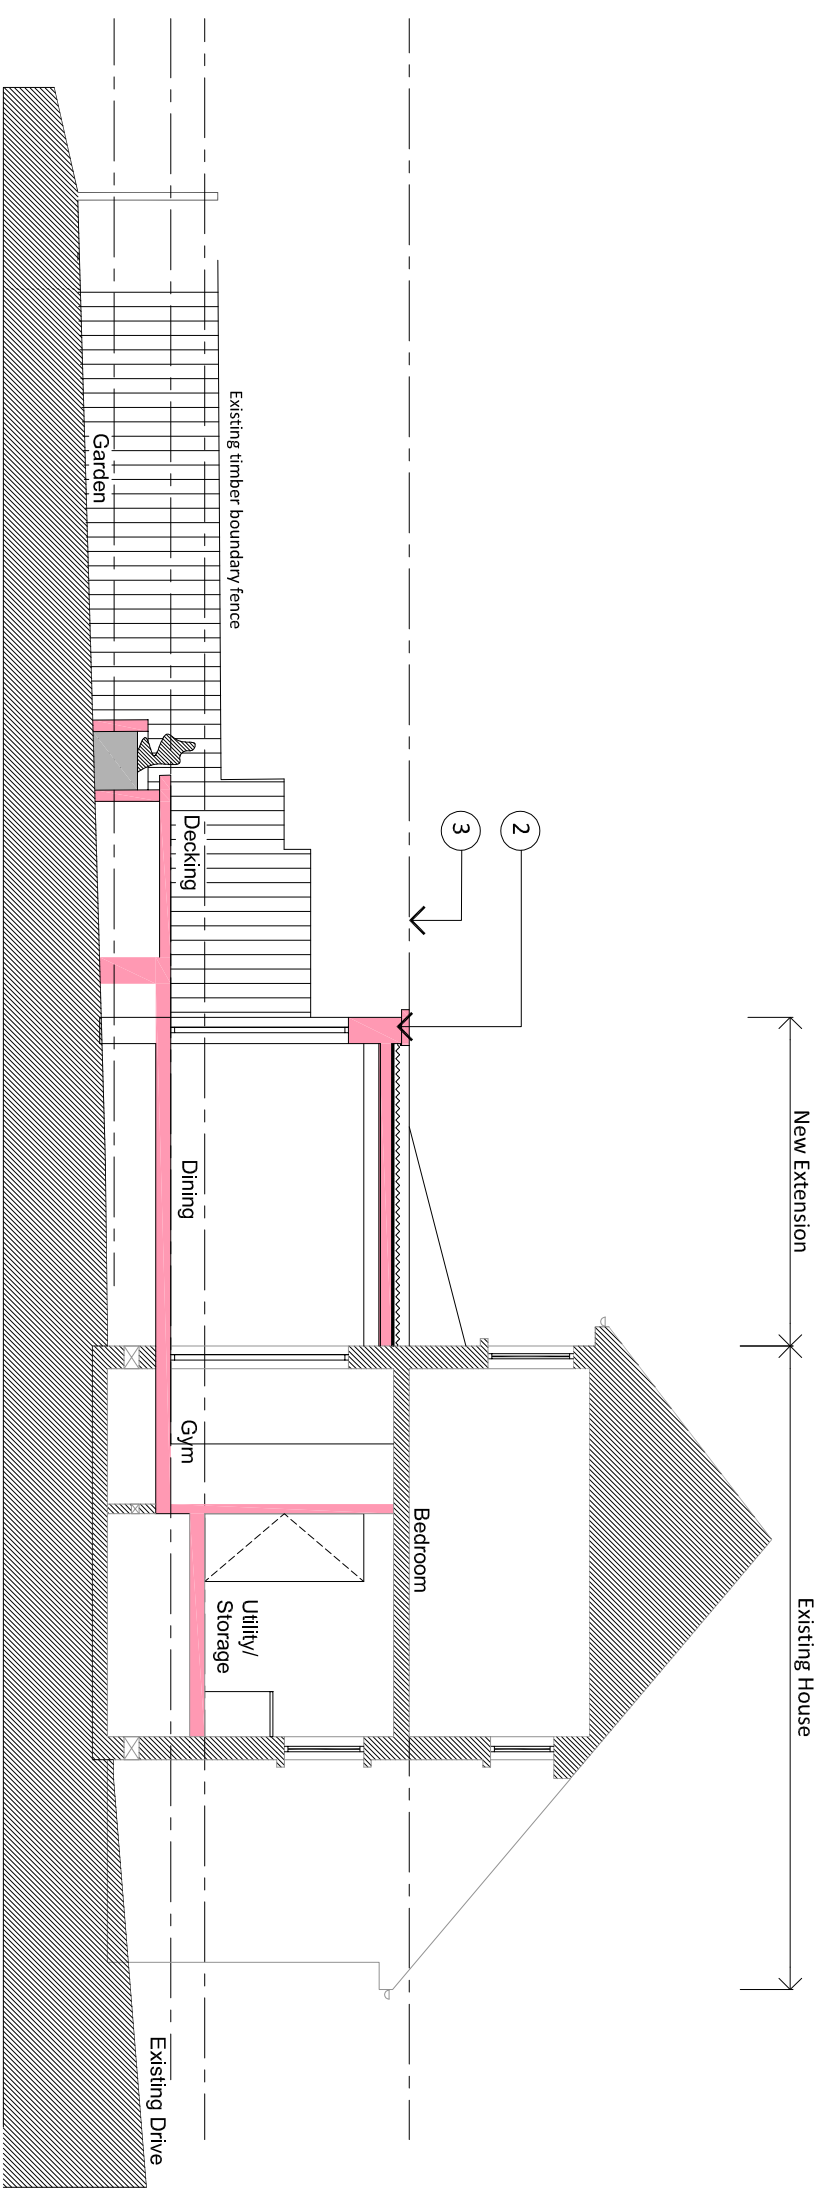 New Extension
Existing House
2
3
Existing timber boundary fence
Bedroom
Garden
Decking
Dining
Gym
Utility/
Storage
Existing Drive